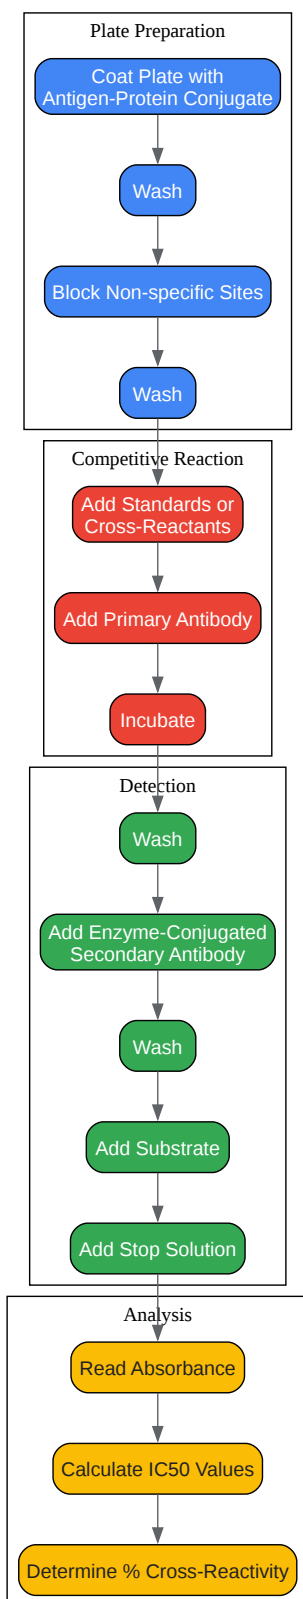 Plate Preparation
Coat Plate with
Antigen-Protein Conjugate
Wash
Block Non-specific Sites
Wash
Competitive Reaction
Add Standards or
Cross-Reactants
Add Primary Antibody
Incubate
Detection
Wash
Add Enzyme-Conjugated
Secondary Antibody
Wash
Add Substrate
Add Stop Solution
Analysis
Read Absorbance
Calculate IC50 Values
Determine % Cross-Reactivity